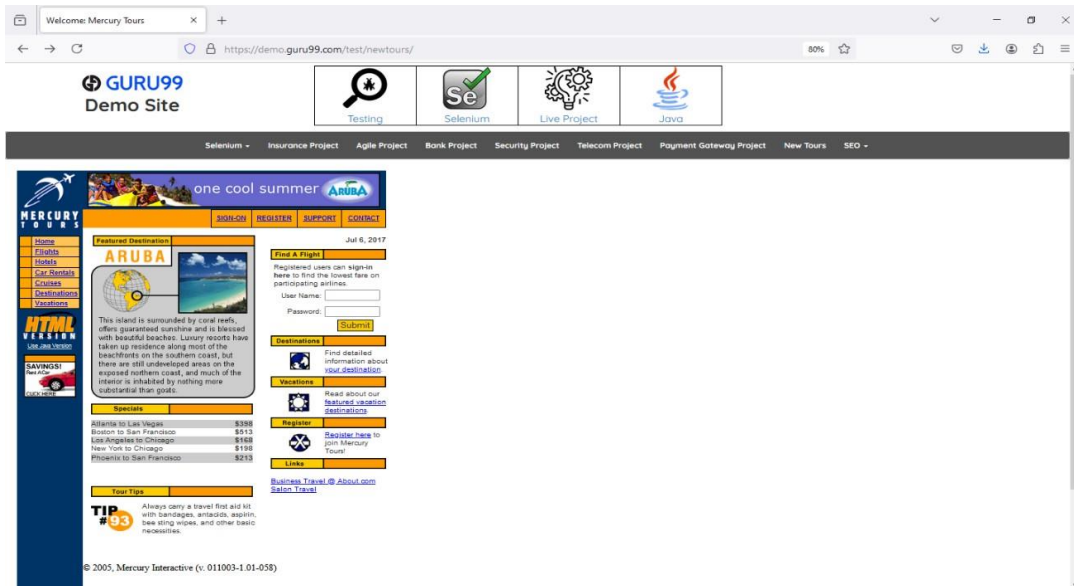 Welcome: Mercury Tours
https://demo.guru99.com/test/newtours/
80%
GURU99
Demo Site
Testing
Se
Selenium
Live Project
Java
Selenium
Insurance Project
Agile Project
Bank Project
Security Project
Telecom Project
Payment Gateway Project
New Tours
SEO
MERCURY
TOURS
one cool summer ARUBA
SIGN-ON
REGISTER
SUPPORT
CONTACT
Home
Flights
Hotels
Car Rentals
Cruises
Destinations
Vacations
HTML
VERSION
Use Java Version
SAVINGS!
Rent A Car
CLICK HERE
Featured Destination
ARUBA
This island is surrounded by coral reefs,
offers guaranteed sunshine and is blessed
with beautiful beaches. Luxury resorts have
taken up residence along most of the
beachfronts on the southern coast, but
there are still undeveloped areas on the
exposed northern coast, and much of the
interior is inhabited by nothing more
substantial than goats.
Specials
Atlanta to Las Vegas $398
Boston to San Francisco $513
Los Angeles to Chicago $168
New York to Chicago $198
Phoenix to San Francisco $213
Tour Tips
TIP
#93
Always carry a travel first aid kit
with bandages, antacids, aspirin,
bee sting wipes, and other basic
necessities.
Jul 6, 2017
Find A Flight
Registered users can sign-in
here to find the lowest fare on
participating airlines.
User Name:
Password:
Submit
Destinations
Find detailed
information about
your destination.
Vacations
Read about our
featured vacation
destinations.
Register
Register here to
join Mercury
Tours!
Links
Business Travel @ About.com
Salon Travel
© 2005, Mercury Interactive (v. 011003-1.01-058)